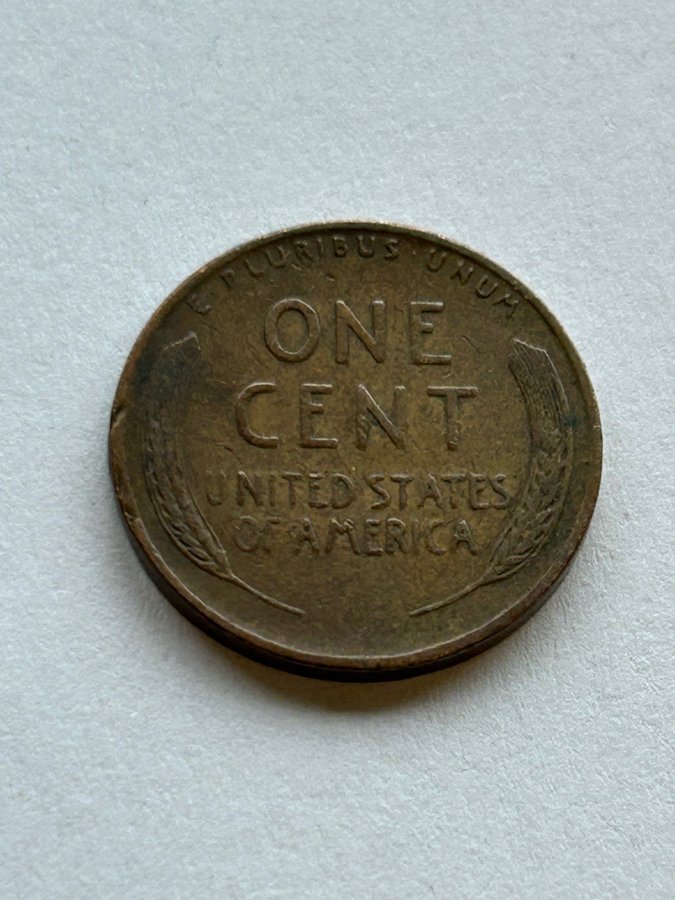 E PLURIBUS UNUM
ONE
CENT
UNITED STATES
OF AMERICA